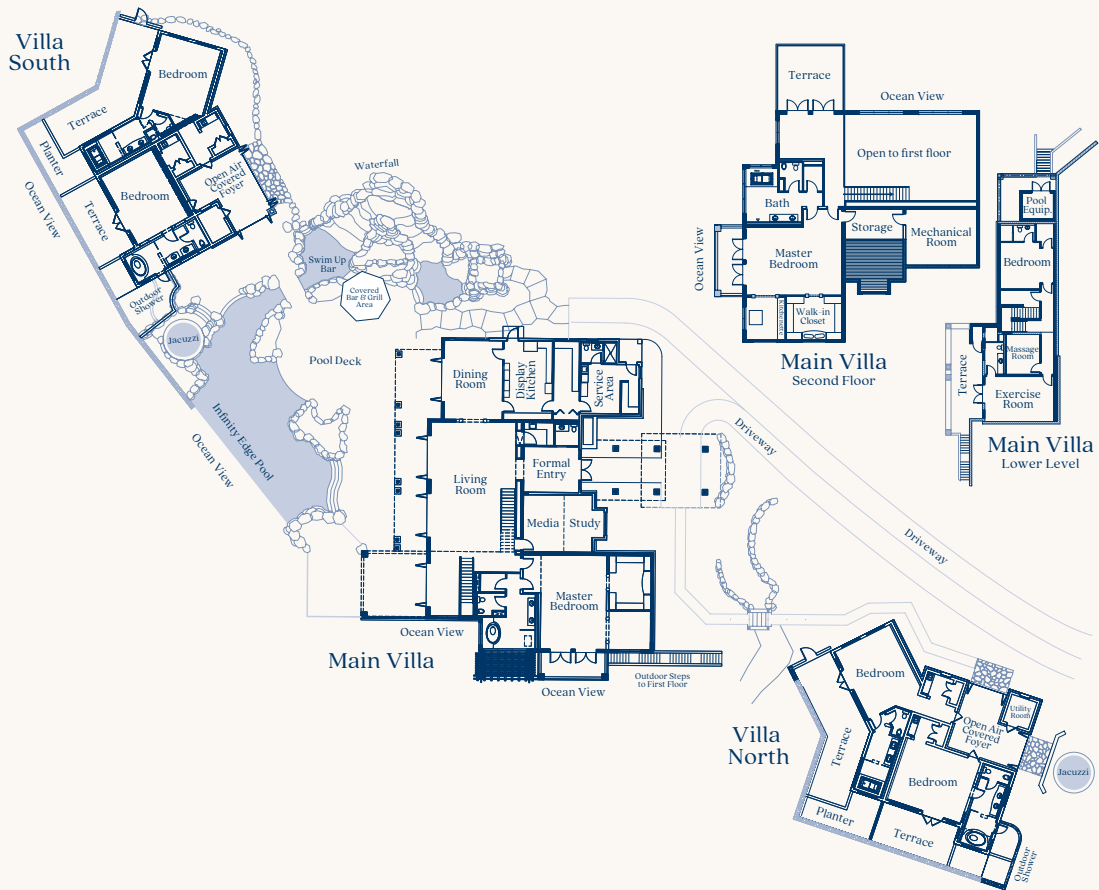 Villa
South
Bedroom
Terrace
Planter
Ocean View
Bedroom
Open Air
Covered
Foyer
Terrace
Outdoor
Shower
Jacuzzi
Waterfall
Swim Up
Bar
Covered
Bar & Grill
Area
Pool Deck
Infinity Edge Pool
Ocean View
Dining
Room
Display
Kitchen
Service
Area
Living
Room
Formal
Entry
Media
Study
Master
Bedroom
Ocean View
Main Villa
Ocean View
Outdoor Steps
to First Floor
Driveway
Driveway
Terrace
Ocean View
Open to first floor
Bath
Storage
Mechanical
Room
Ocean View
Master
Bedroom
Kitchenette
Walk-in
Closet
Main Villa
Second Floor
Pool
Equip.
Bedroom
Massage
Room
Terrace
Exercise
Room
Main Villa
Lower Level
Villa
North
Bedroom
Utility
Room
Open Air
Covered
Foyer
Terrace
Jacuzzi
Bedroom
Planter
Terrace
Outdoor
Shower